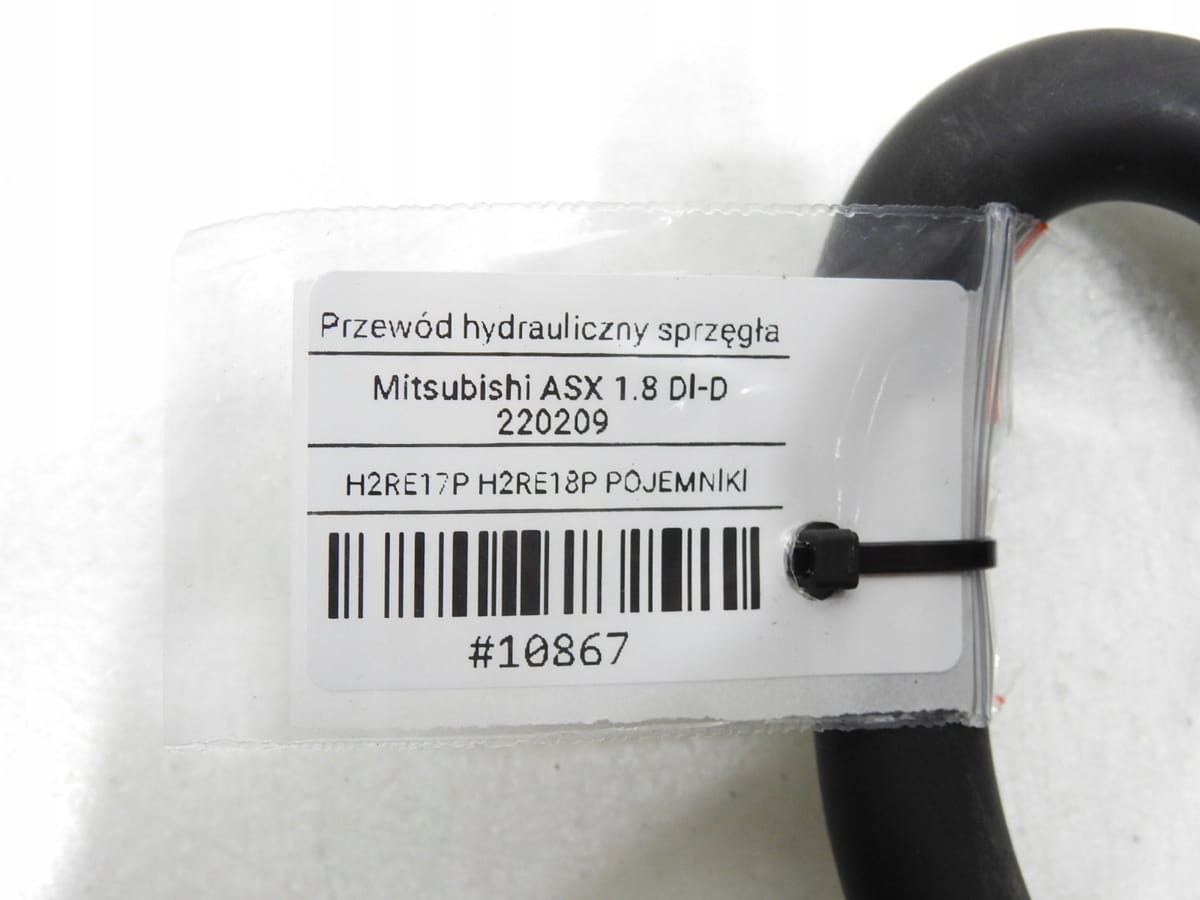 Przewód hydrauliczny sprzęgła
Mitsubishi ASX 1.8 DI-D
220209
H2RE17P H2RE18P POJEMNIKI
#10867